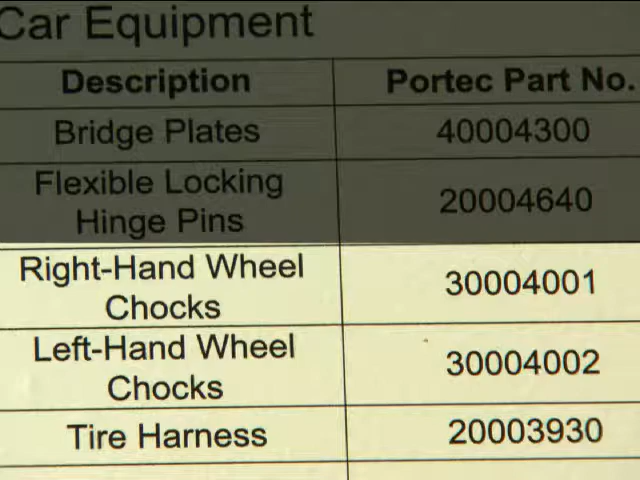 Car Equipment
Description Portec Part No.
Bridge Plates 40004300
Flexible Locking
Hinge Pins 20004640
Right-Hand Wheel
Chocks 30004001
Left-Hand Wheel
Chocks 30004002
Tire Harness 20003930